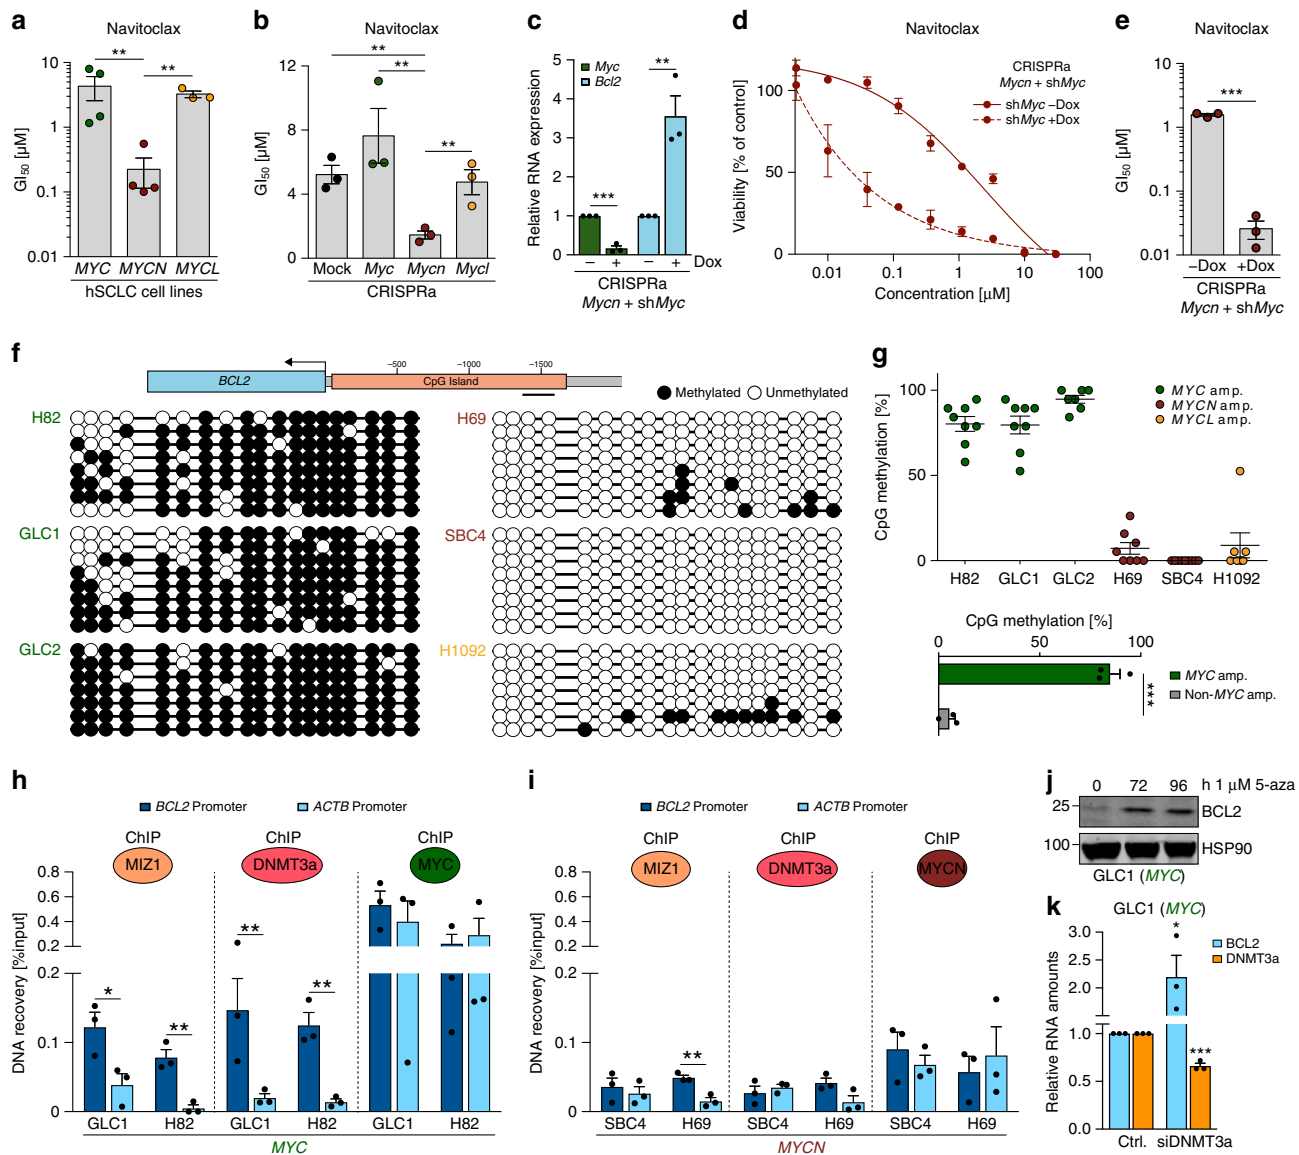 a
Navitoclax
**
**
GI50 [µM]
10
1
0.1
0.01
MYC MYCN MYCL
hSCLC cell lines
b
Navitoclax
**
**
**
GI50 [µM]
12
8
4
0
Mock Myc Mycn Mycl
CRISPRa
c
Myc
Bcl2
**
***
Relative RNA expression
5
4
3
2
1
0
– + – + Dox
CRISPRa
Mycn + shMyc
d
Navitoclax
CRISPRa
Mycn + shMyc
shMyc –Dox
shMyc +Dox
Viability [% of control]
100
50
0
0.01 0.1 1 10 100
Concentration [µM]
e
Navitoclax
***
GI50 [µM]
10
1
0.1
0.01
–Dox +Dox
CRISPRa
Mycn + shMyc
f
–500 –1000 –1500
BCL2 CpG Island
Methylated Unmethylated
H82 H69
GLC1 SBC4
GLC2 H1092
g
MYC amp.
MYCN amp.
MYCL amp.
CpG methylation [%]
100
50
0
H82 GLC1 GLC2 H69 SBC4 H1092
CpG methylation [%]
0 50 100
MYC amp.
Non-MYC amp.
***
h
BCL2 Promoter ACTB Promoter
ChIP ChIP ChIP
MIZ1 DNMT3a MYC
DNA recovery [%input]
0.8
0.6
0.4
0.2
0.2
0.1
0
* ** ** **
GLC1 H82 GLC1 H82 GLC1 H82
MYC
i
BCL2 Promoter ACTB Promoter
ChIP ChIP ChIP
MIZ1 DNMT3a MYCN
DNA recovery [%input]
0.8
0.6
0.4
0.2
0.2
0.1
0
**
SBC4 H69 SBC4 H69 SBC4 H69
MYCN
j
0 72 96 h 1 µM 5-aza
25 BCL2
100 HSP90
GLC1 (MYC)
k
GLC1 (MYC)
BCL2
DNMT3a
*
***
Relative RNA amounts
3.0
2.0
1.0
0.5
0
Ctrl. siDNMT3a